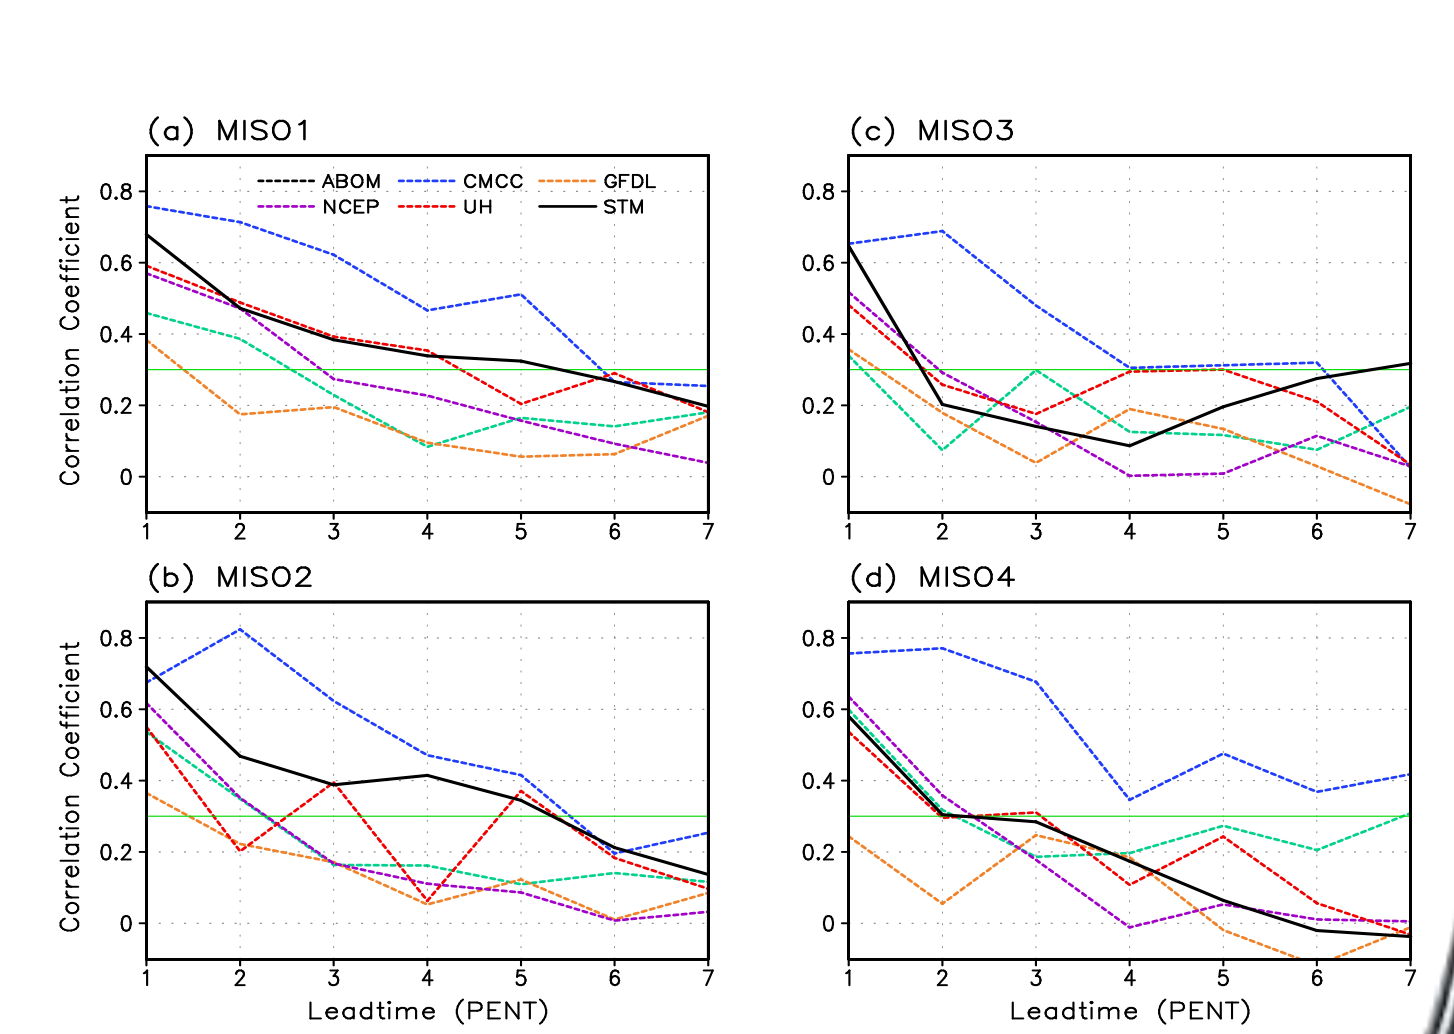 (a) MISO1
Correlation Coefficient
0.8
0.6
0.4
0.2
0
ABOM CMCC GFDL
NCEP UH STM
1 2 3 4 5 6 7
(b) MISO2
Correlation Coefficient
0.8
0.6
0.4
0.2
0
1 2 3 4 5 6 7
Leadtime (PENT)
(c) MISO3
0.8
0.6
0.4
0.2
0
1 2 3 4 5 6 7
(d) MISO4
0.8
0.6
0.4
0.2
0
1 2 3 4 5 6 7
Leadtime (PENT)